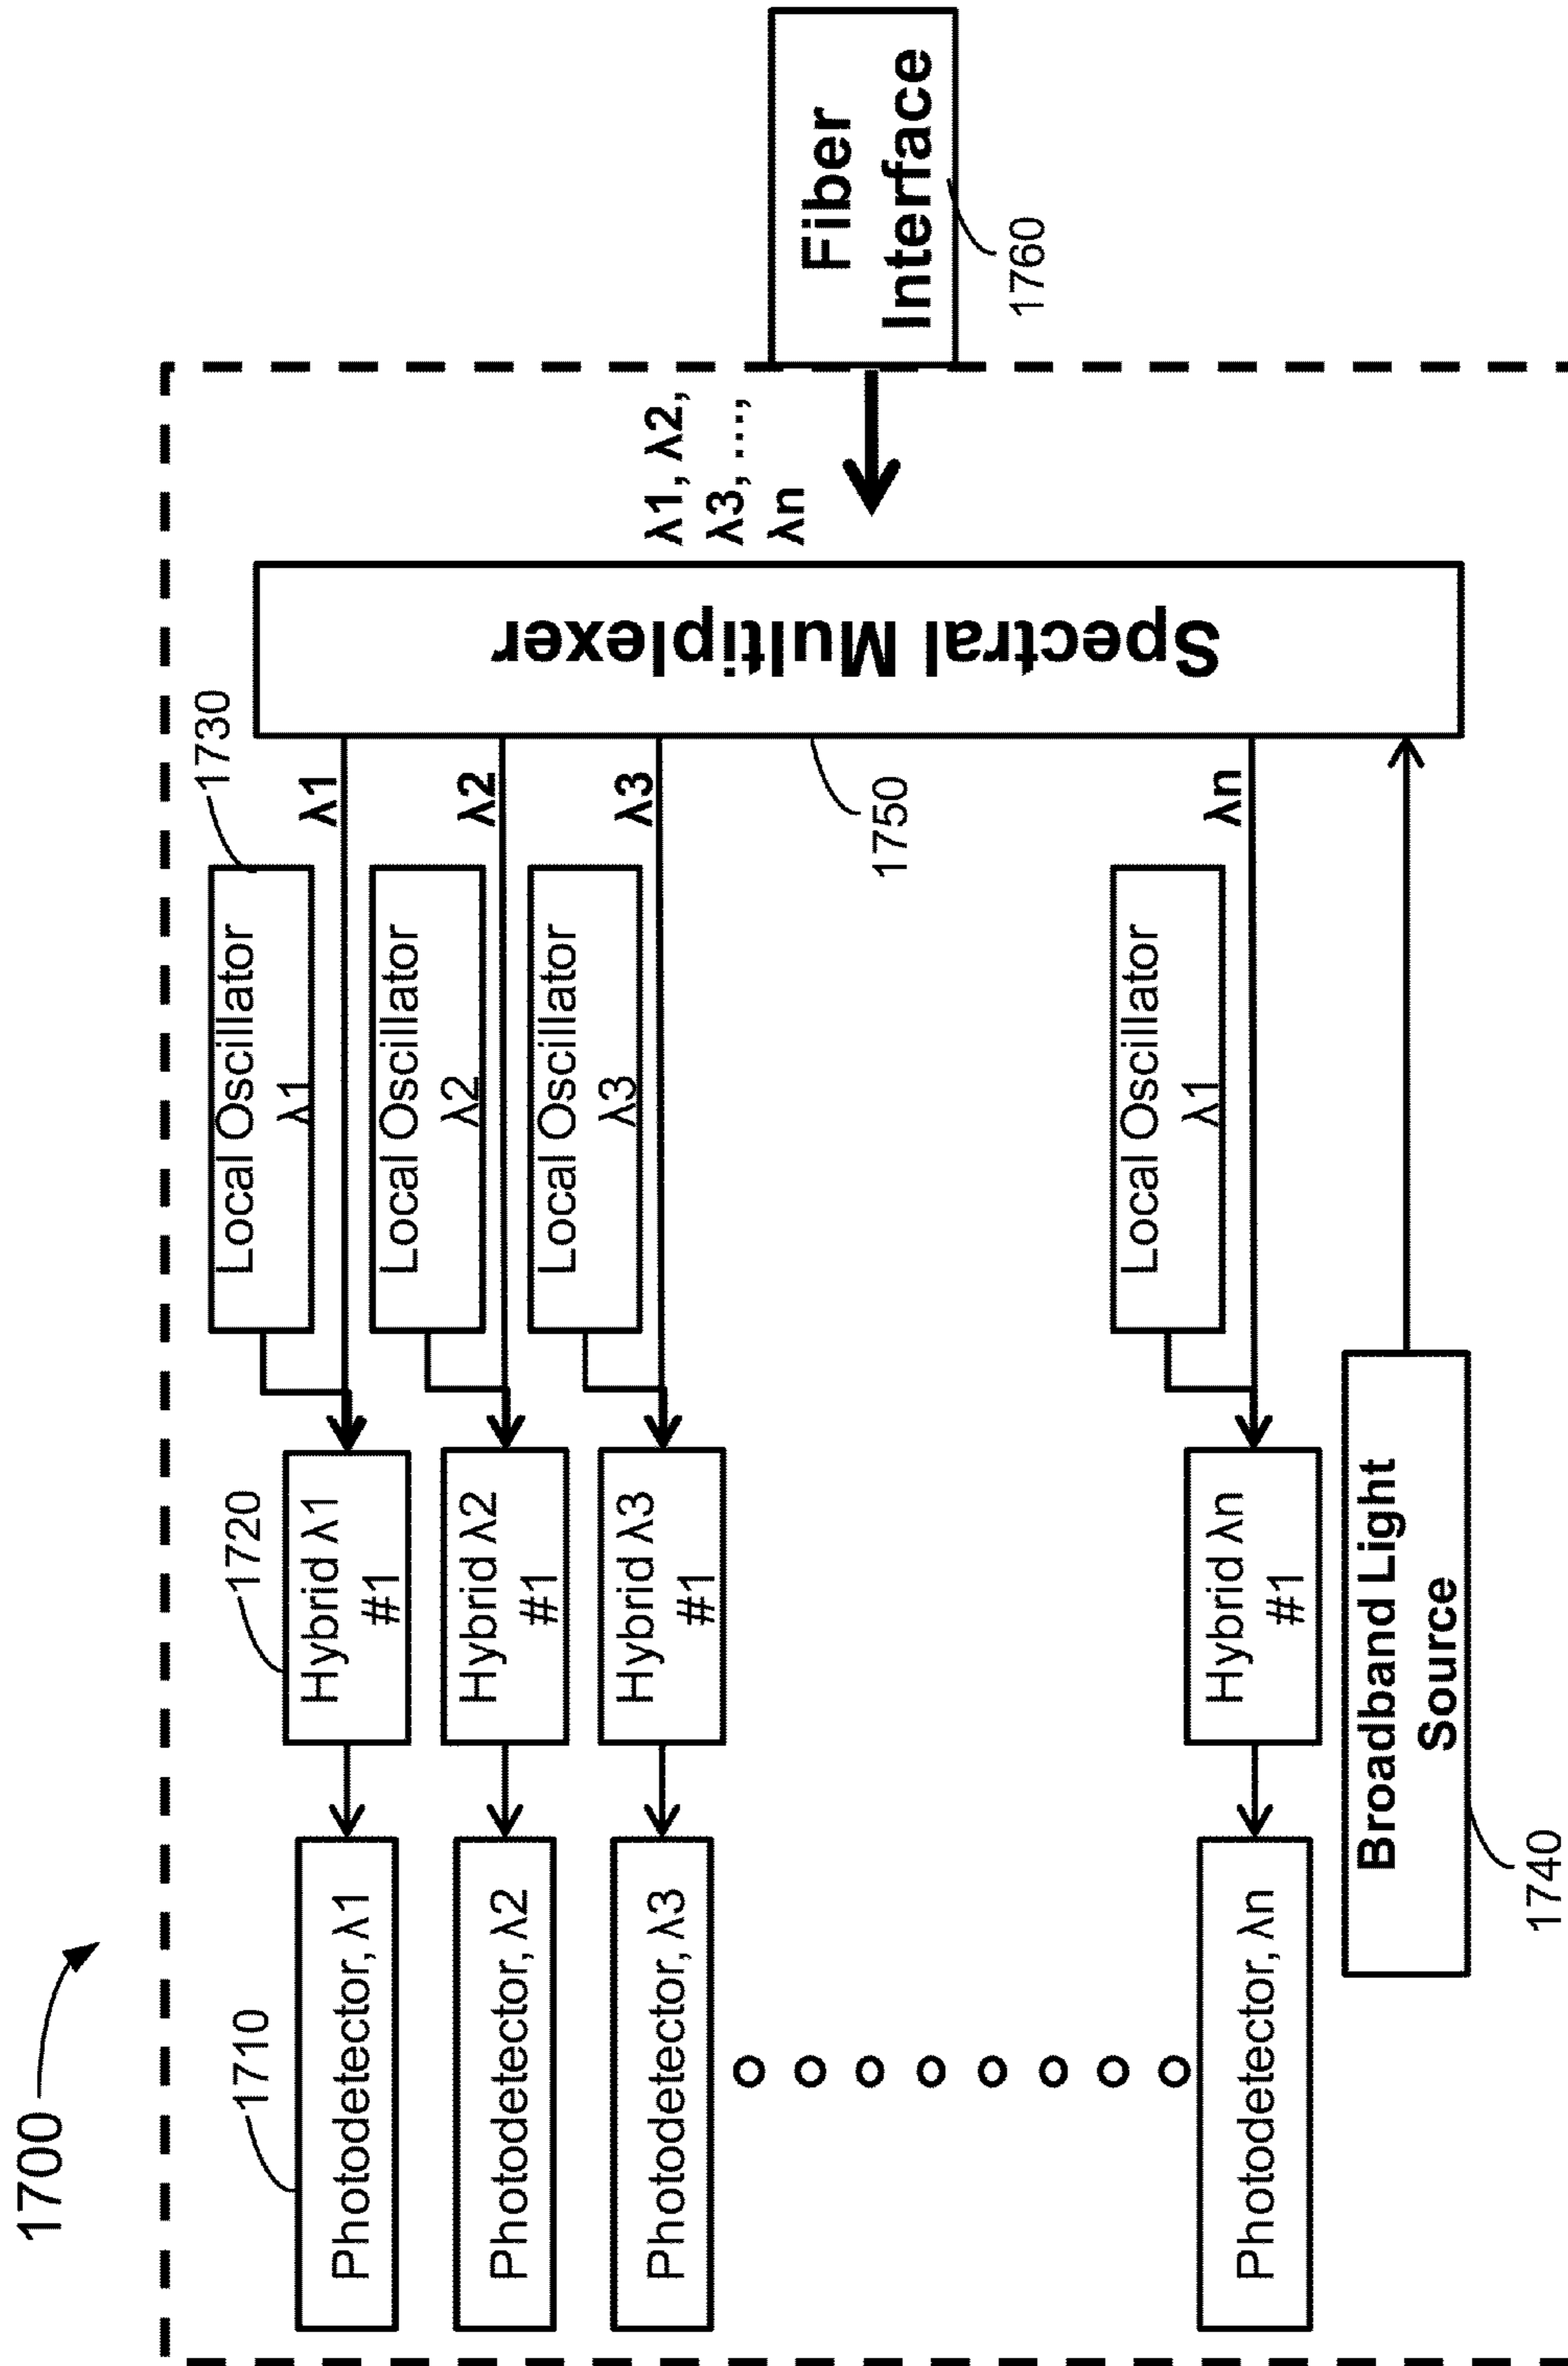 1700
1710
Photodetector, λ1
Photodetector, λ2
Photodetector, λ3
Photodetector, λn
1720
Hybrid λ1
#1
Hybrid λ2
#1
Hybrid λ3
#1
Hybrid λn
#1
1730
Local Oscillator
λ1
Local Oscillator
λ2
Local Oscillator
λ3
Local Oscillator
λ1
λ1
λ2
λ3
λn
Broadband Light
Source
1740
Spectral Multiplexer
1750
λ1, λ2,
λ3, ….,
λn
Fiber
Interface
1760